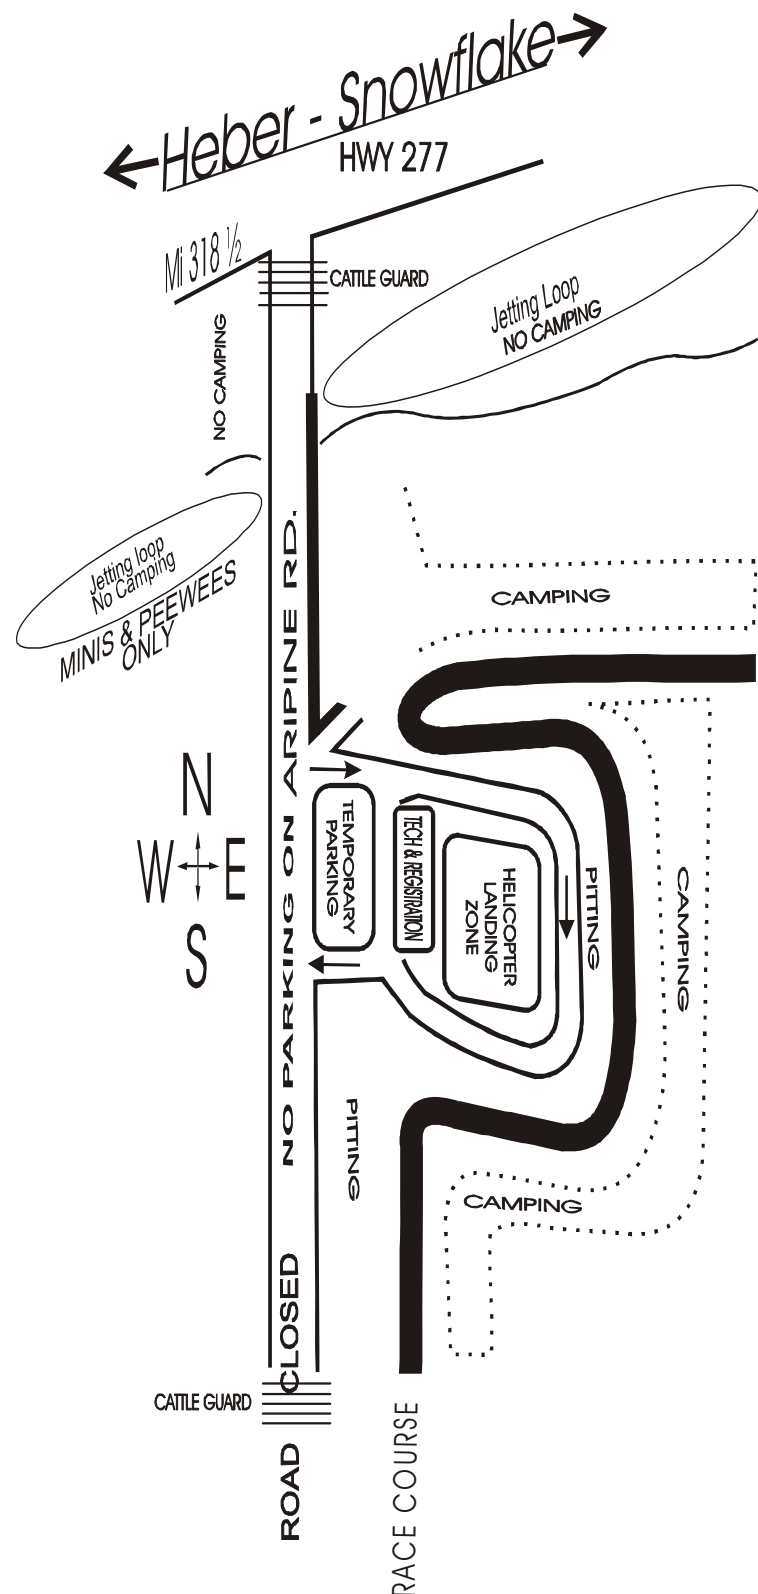 Heber - Snowflake
HWY 277
Mi 318 ½
CATTLE GUARD
Jetting Loop
NO CAMPING
NO CAMPING
Jetting loop
No Camping
MINIS & PEEWEES
ONLY
CAMPING
NO PARKING ON ARIPINE RD.
N
W E
S
TEMPORARY
PARKING
TECH & REGISTRATION
HELICOPTER
LANDING
ZONE
PITTING
CAMPING
PITTING
CAMPING
CATTLE GUARD
ROAD CLOSED
RACE COURSE